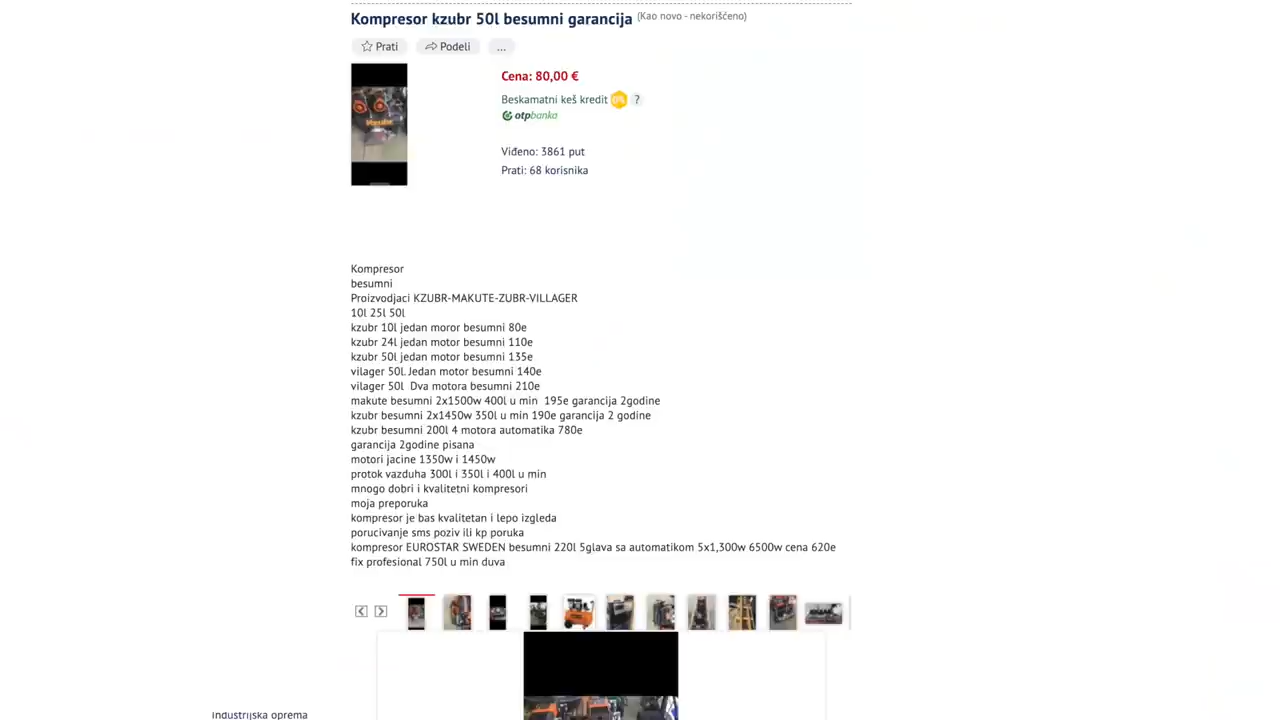 Kompresor kzubr 50l besumni garancija (Kao novo - nekorišćeno)
Prati Podeli ...
Cena: 80,00 €
Beskamatni keš kredit 0% ?
otpbanka
Viđeno: 3861 put
Prati: 68 korisnika
Kompresor
besumni
Proizvodjaci KZUBR-MAKUTE-ZUBR-VILLAGER
10l 25l 50l
kzubr 10l jedan moror besumni 80e
kzubr 24l jedan motor besumni 110e
kzubr 50l jedan motor besumni 135e
vilager 50l. Jedan motor besumni 140e
vilager 50l Dva motora besumni 210e
makute besumni 2x1500w 400l u min 195e garancija 2godine
kzubr besumni 2x1450w 350l u min 190e garancija 2 godine
kzubr besumni 200l 4 motora automatika 780e
garancija 2godine pisana
motori jacine 1350w i 1450w
protok vazduha 300l i 350l i 400l u min
mnogo dobri i kvalitetni kompresori
moja preporuka
kompresor je bas kvalitetan i lepo izgleda
porucivanje sms poziv ili kp poruka
kompresor EUROSTAR SWEDEN besumni 220l 5glava sa automatikom 5x1,300w 6500w cena 620e
fix profesional 750l u min duva
Industrijska oprema